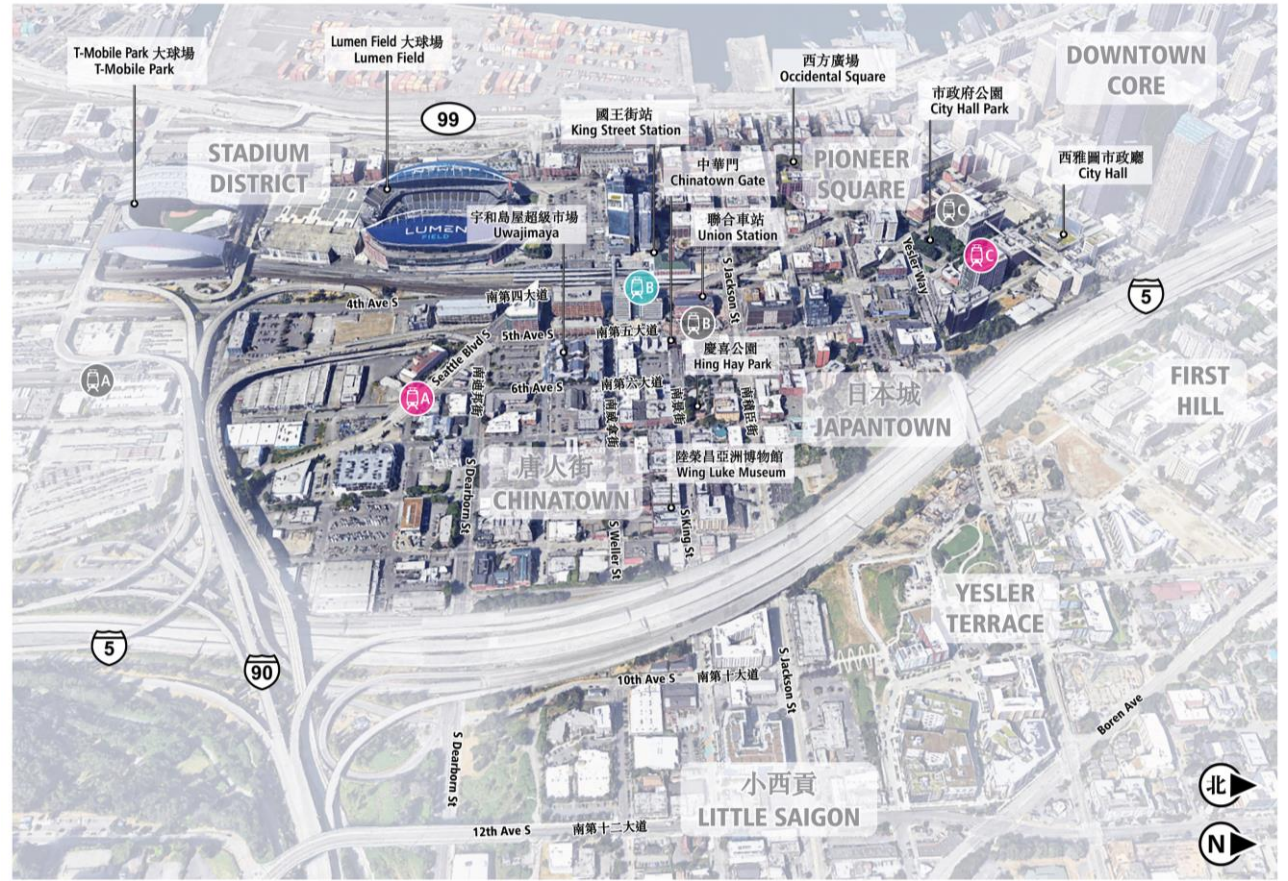 T-Mobile Park 大球場
T-Mobile Park
Lumen Field 大球場
Lumen Field
99
國王街站
King Street Station
西方廣場
Occidental Square
市政府公園
City Hall Park
DOWNTOWN
CORE
STADIUM
DISTRICT
中華門
Chinatown Gate
PIONEER
SQUARE
西雅圖市政廳
City Hall
LUMEN
FIELD
宇和島屋超級市場
Uwajimaya
聯合車站
Union Station
C
C
Yesler Way
S Jackson St
5
B
B
4th Ave S
南第四大道
5th Ave S
南第五大道
慶喜公園
Hing Hay Park
A
A
Seattle Blvd S
6th Ave S
南第六大道
南景街
日本城
JAPANTOWN
FIRST
HILL
唐人街
CHINATOWN
陸榮昌亞洲博物館
Wing Luke Museum
S Dearborn St
S Weller St
S King St
YESLER
TERRACE
5
90
10th Ave S
南第十大道
S Jackson St
Boren Ave
S Dearborn St
小西貢
LITTLE SAIGON
12th Ave S
南第十二大道
北
N